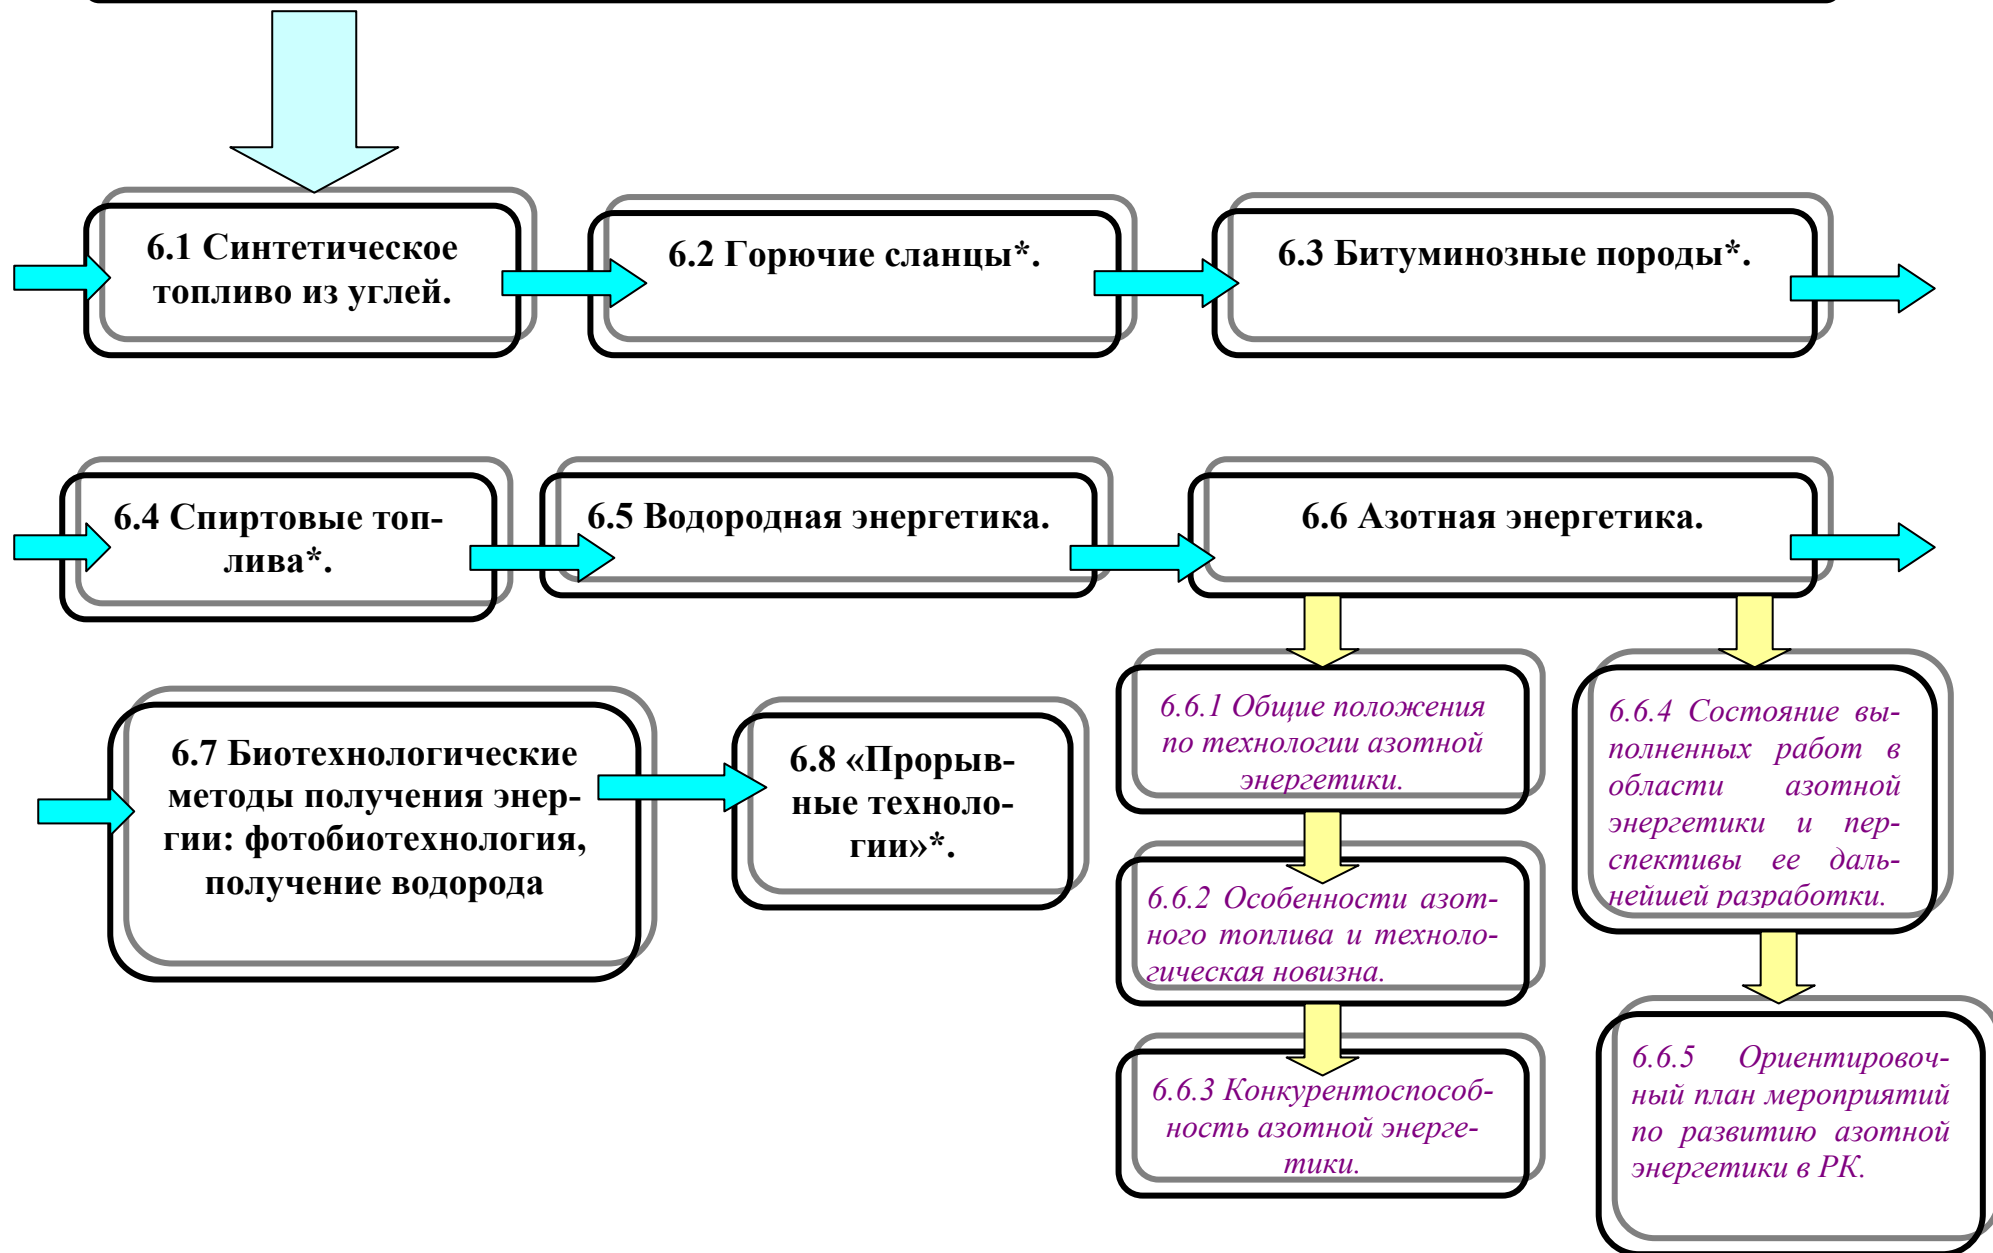 6.1 Синтетическое
топливо из углей.
6.2 Горючие сланцы*.
6.3 Битуминозные породы*.
6.4 Спиртовые топ-
лива*.
6.5 Водородная энергетика.
6.6 Азотная энергетика.
6.7 Биотехнологические
методы получения энер-
гии: фотобиотехнология,
получение водорода
6.8 «Прорыв-
ные техноло-
гии»*.
6.6.1 Общие положения
по технологии азотной
энергетики.
6.6.2 Особенности азот-
ного топлива и техноло-
гическая новизна.
6.6.3 Конкурентоспособ-
ность азотной энерге-
тики.
6.6.4 Состояние вы-
полненных работ в
области азотной
энергетики и пер-
спективы ее даль-
нейшей разработки.
6.6.5 Ориентировоч-
ный план мероприятий
по развитию азотной
энергетики в РК.